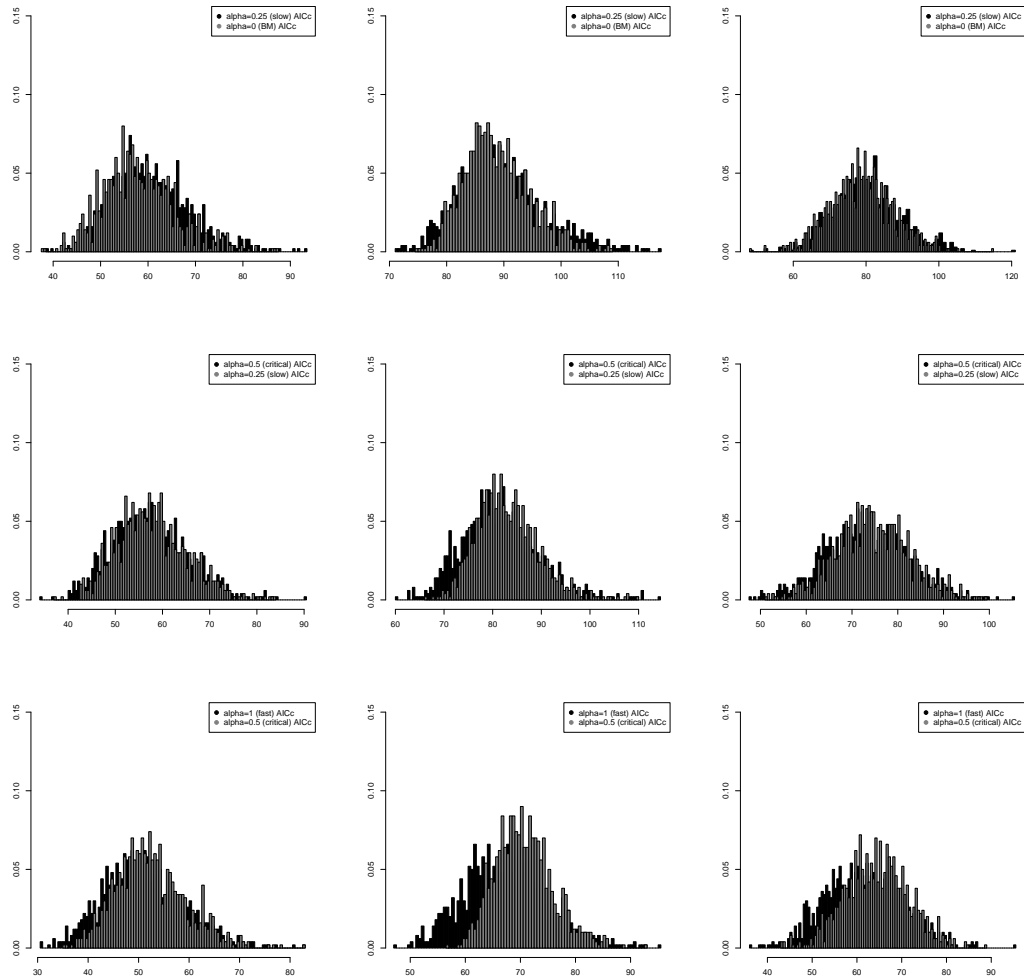 0.15
0.10
0.05
0.00
alpha=0.25 (slow) AICc
alpha=0 (BM) AICc
40 50 60 70 80 90
0.15
0.10
0.05
0.00
alpha=0.25 (slow) AICc
alpha=0 (BM) AICc
70 80 90 100 110
0.15
0.10
0.05
0.00
alpha=0.25 (slow) AICc
alpha=0 (BM) AICc
60 80 100 120
0.15
0.10
0.05
0.00
alpha=0.5 (critical) AICc
alpha=0.25 (slow) AICc
40 50 60 70 80 90
0.15
0.10
0.05
0.00
alpha=0.5 (critical) AICc
alpha=0.25 (slow) AICc
60 70 80 90 100 110
0.15
0.10
0.05
0.00
alpha=0.5 (critical) AICc
alpha=0.25 (slow) AICc
50 60 70 80 90 100
0.15
0.10
0.05
0.00
alpha=1 (fast) AICc
alpha=0.5 (critical) AICc
30 40 50 60 70 80
0.15
0.10
0.05
0.00
alpha=1 (fast) AICc
alpha=0.5 (critical) AICc
50 60 70 80 90
0.15
0.10
0.05
0.00
alpha=1 (fast) AICc
alpha=0.5 (critical) AICc
40 50 60 70 80 90